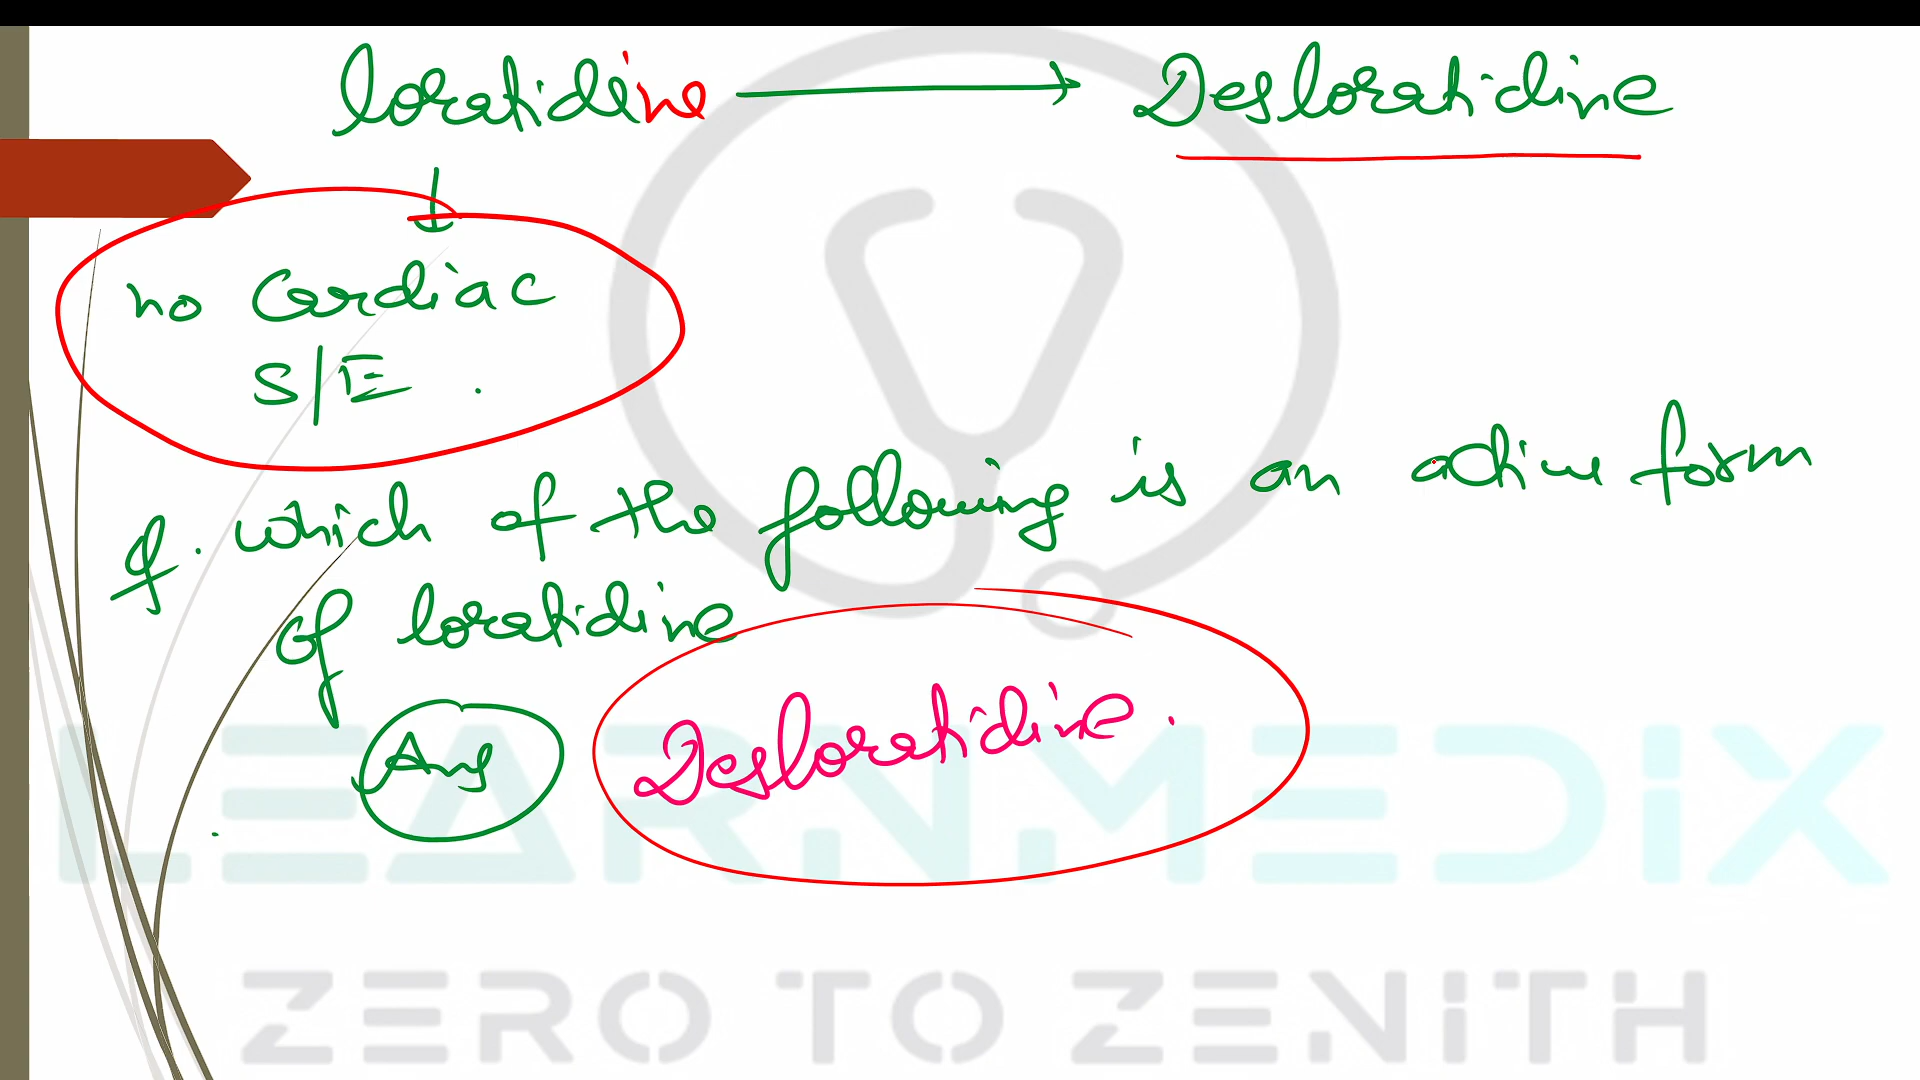 loratidine → Desloratidine
↓
no Cardiac
S/E .
Q. which of the following is an active form
of loratidine
Ans Desloratidine.
LEARNMEDIX
ZERO TO ZENITH